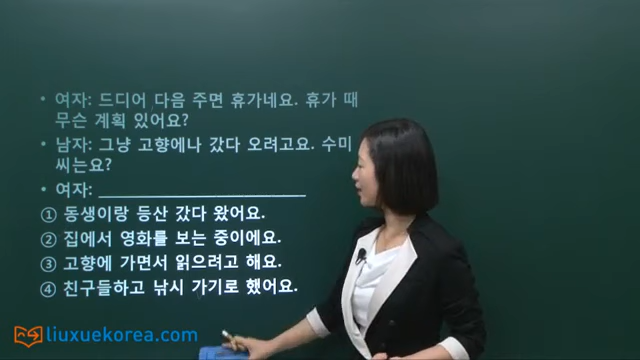 • 여자: 드디어 다음 주면 휴가네요. 휴가 때
무슨 계획 있어요?
• 남자: 그냥 고향에나 갔다 오려고요. 수미
씨는요?
• 여자: ____________________
① 동생이랑 등산 갔다 왔어요.
② 집에서 영화를 보는 중이에요.
③ 고향에 가면서 읽으려고 해요.
④ 친구들하고 낚시 가기로 했어요.
liuxuekorea.com